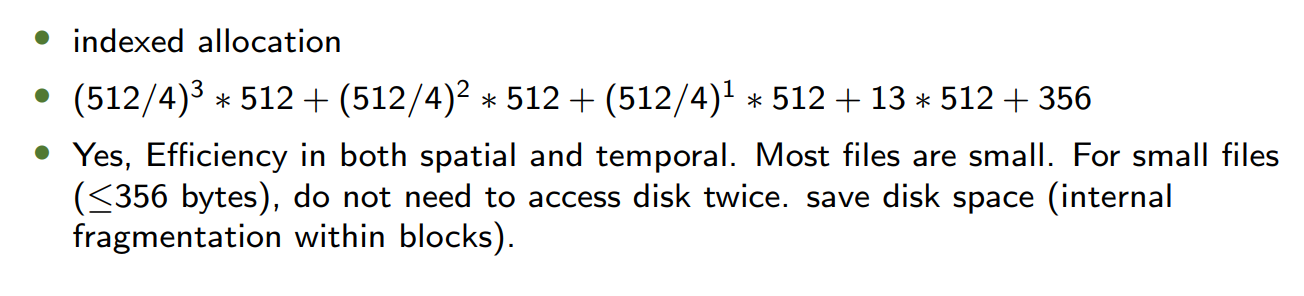 • indexed allocation
• (512/4)³ ∗ 512 + (512/4)² ∗ 512 + (512/4)¹ ∗ 512 + 13 ∗ 512 + 356
• Yes, Efficiency in both spatial and temporal. Most files are small. For small files
(≤356 bytes), do not need to access disk twice. save disk space (internal
fragmentation within blocks).